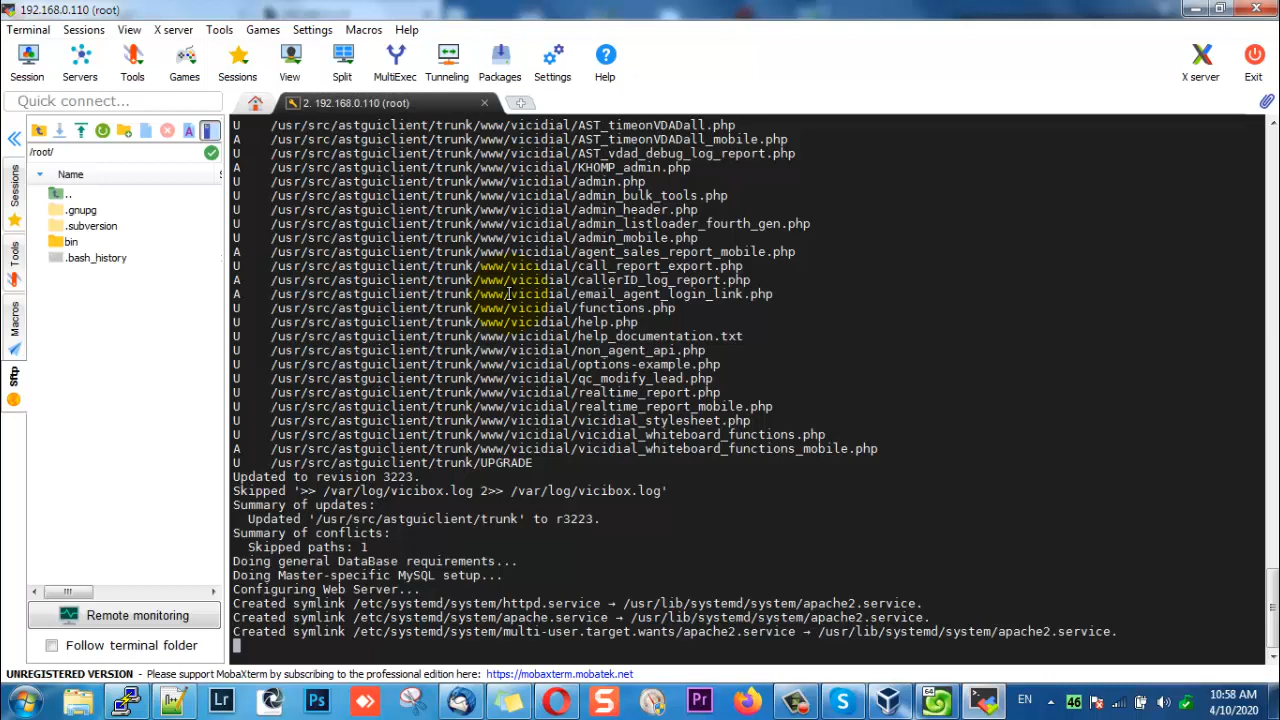 192.168.0.110 (root)
Terminal Sessions View X server Tools Games Settings Macros Help
Session Servers Tools Games Sessions View Split MultiExec Tunneling Packages Settings Help X server Exit
Quick connect...
2. 192.168.0.110 (root)
/root/
Name
..
.gnupg
.subversion
bin
.bash_history
Sessions
Tools
Macros
Sftp
U /usr/src/astguiclient/trunk/www/vicidial/AST_timeonVDADall.php
A /usr/src/astguiclient/trunk/www/vicidial/AST_timeonVDADall_mobile.php
A /usr/src/astguiclient/trunk/www/vicidial/AST_vdad_debug_log_report.php
A /usr/src/astguiclient/trunk/www/vicidial/KHOMP_admin.php
U /usr/src/astguiclient/trunk/www/vicidial/admin.php
U /usr/src/astguiclient/trunk/www/vicidial/admin_bulk_tools.php
U /usr/src/astguiclient/trunk/www/vicidial/admin_header.php
U /usr/src/astguiclient/trunk/www/vicidial/admin_listloader_fourth_gen.php
U /usr/src/astguiclient/trunk/www/vicidial/admin_mobile.php
A /usr/src/astguiclient/trunk/www/vicidial/agent_sales_report_mobile.php
U /usr/src/astguiclient/trunk/www/vicidial/call_report_export.php
A /usr/src/astguiclient/trunk/www/vicidial/callerID_log_report.php
A /usr/src/astguiclient/trunk/www/vicidial/email_agent_login_link.php
U /usr/src/astguiclient/trunk/www/vicidial/functions.php
U /usr/src/astguiclient/trunk/www/vicidial/help.php
U /usr/src/astguiclient/trunk/www/vicidial/help_documentation.txt
U /usr/src/astguiclient/trunk/www/vicidial/non_agent_api.php
U /usr/src/astguiclient/trunk/www/vicidial/options-example.php
U /usr/src/astguiclient/trunk/www/vicidial/qc_modify_lead.php
U /usr/src/astguiclient/trunk/www/vicidial/realtime_report.php
U /usr/src/astguiclient/trunk/www/vicidial/realtime_report_mobile.php
U /usr/src/astguiclient/trunk/www/vicidial/vicidial_stylesheet.php
U /usr/src/astguiclient/trunk/www/vicidial/vicidial_whiteboard_functions.php
A /usr/src/astguiclient/trunk/www/vicidial/vicidial_whiteboard_functions_mobile.php
U /usr/src/astguiclient/trunk/UPGRADE
Updated to revision 3223.
Skipped '>> /var/log/vicibox.log 2>> /var/log/vicibox.log'
Summary of updates:
Updated '/usr/src/astguiclient/trunk' to r3223.
Summary of conflicts:
Skipped paths: 1
Doing general DataBase requirements...
Doing Master-specific MySQL setup...
Configuring Web Server...
Created symlink /etc/systemd/system/httpd.service → /usr/lib/systemd/system/apache2.service.
Created symlink /etc/systemd/system/apache.service → /usr/lib/systemd/system/apache2.service.
Created symlink /etc/systemd/system/multi-user.target.wants/apache2.service → /usr/lib/systemd/system/apache2.service.
Remote monitoring
Follow terminal folder
UNREGISTERED VERSION - Please support MobaXterm by subscribing to the professional edition here: https://mobaxterm.mobatek.net
Lr Ps Pr S S 64
EN 46
10:58 AM
4/10/2020